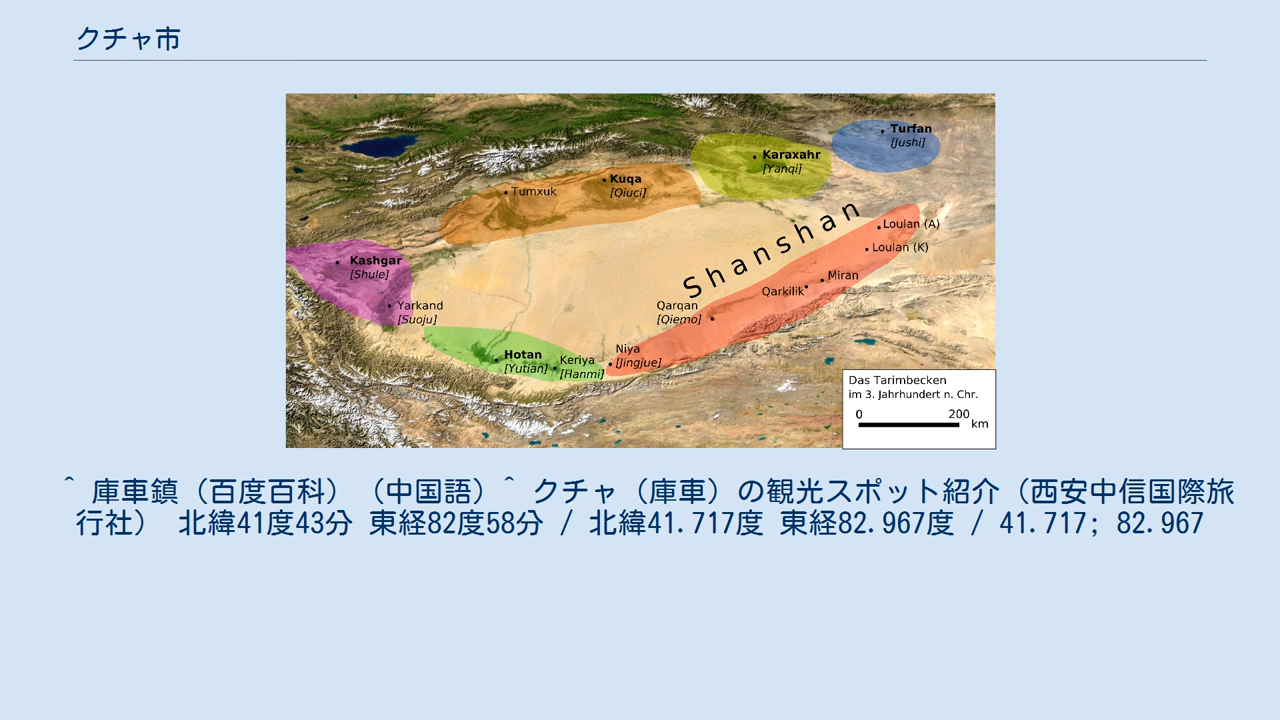 クチャ市
Turfan
[Jushi]
Karaxahr
[Yanqi]
Kuqa
[Qiuci]
Tumxuk
Shanshan
Loulan (A)
Loulan (K)
Kashgar
[Shule]
Miran
Qarkilik
Yarkand
[Suoju]
Qarqan
[Qiemo]
Niya
[Jingjue]
Hotan
[Yutian]
Keriya
[Hanmi]
Das Tarimbecken
im 3. Jahrhundert n. Chr.
0 200
km
^ 庫車鎮（百度百科）（中国語）^ クチャ（庫車）の観光スポット紹介（西安中信国際旅
行社） 北緯41度43分 東経82度58分 / 北緯41.717度 東経82.967度 / 41.717; 82.967